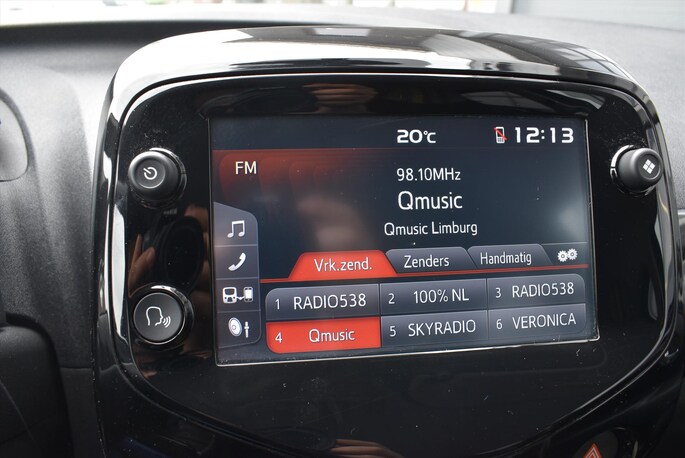 20°C 12:13
FM
98.10MHz
Qmusic
Qmusic Limburg
Vrk.zend. Zenders Handmatig
1 RADIO538 2 100% NL 3 RADIO538
4 Qmusic 5 SKYRADIO 6 VERONICA